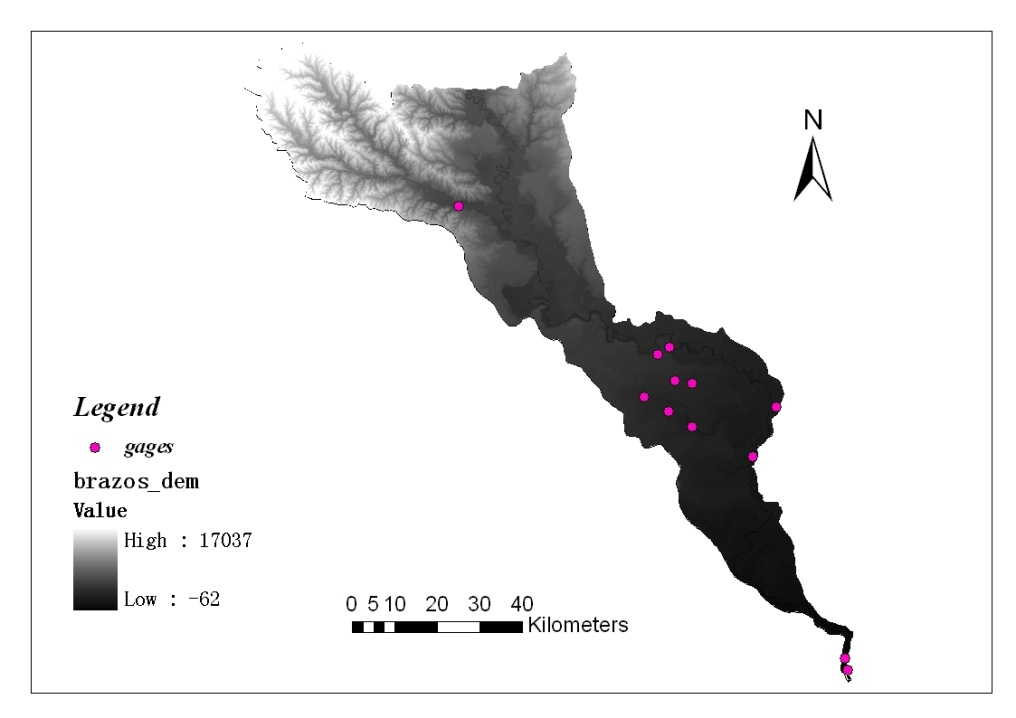 N
Legend
gages
brazos_dem
Value
High : 17037
Low : -62
0 5 10 20 30 40
Kilometers